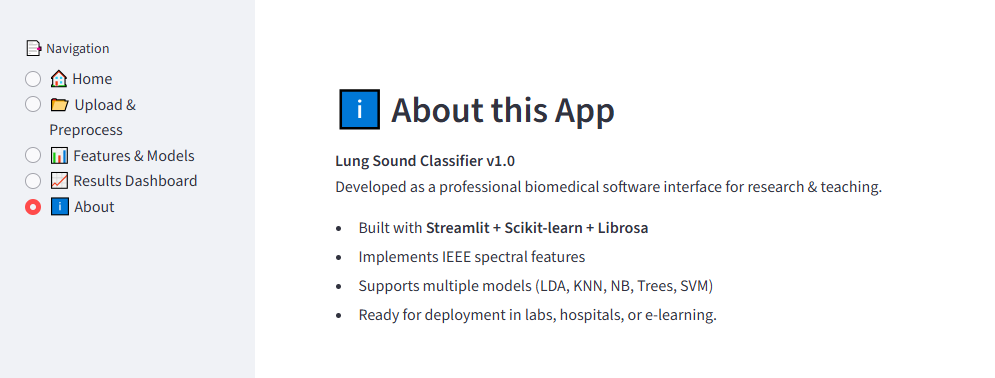 Navigation
Home
Upload &
Preprocess
Features & Models
Results Dashboard
About
About this App
Lung Sound Classifier v1.0
Developed as a professional biomedical software interface for research & teaching.
• Built with Streamlit + Scikit-learn + Librosa
• Implements IEEE spectral features
• Supports multiple models (LDA, KNN, NB, Trees, SVM)
• Ready for deployment in labs, hospitals, or e-learning.